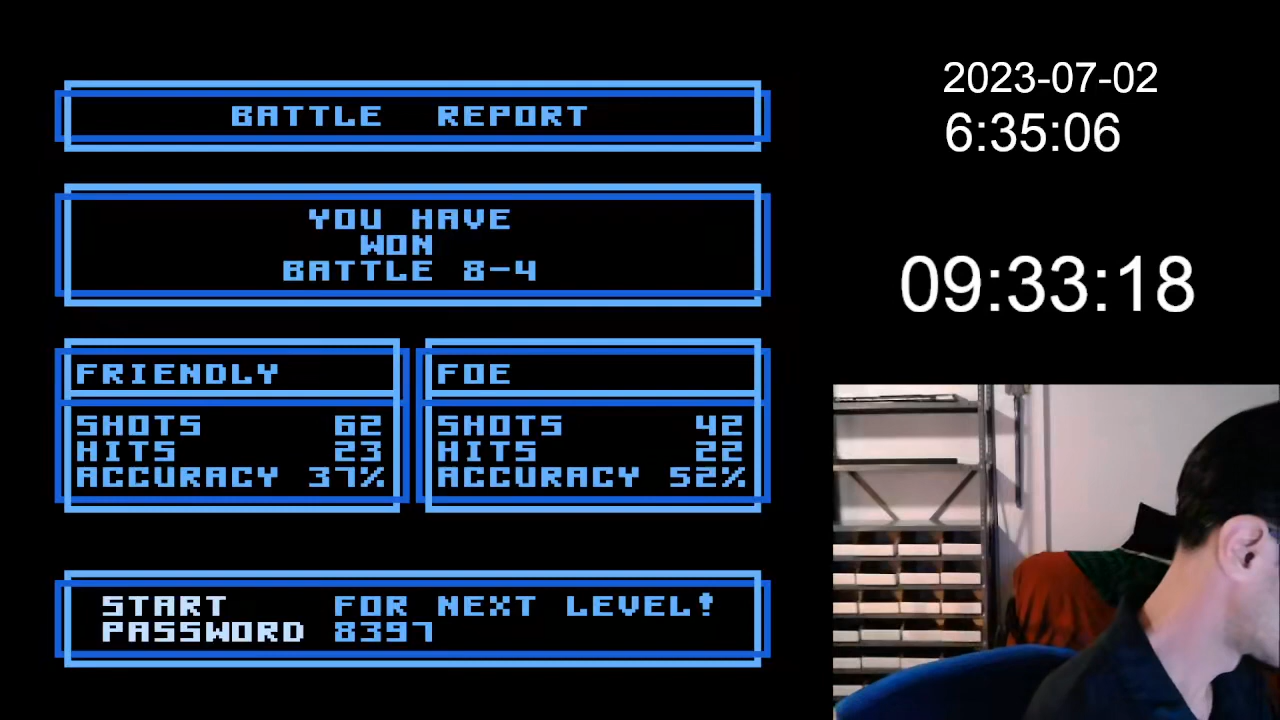 BATTLE REPORT
YOU HAVE
WON
BATTLE 8-4
FRIENDLY
SHOTS 62
HITS 23
ACCURACY 37%
FOE
SHOTS 42
HITS 22
ACCURACY 52%
START FOR NEXT LEVEL!
PASSWORD 8397
2023-07-02
6:35:06
09:33:18